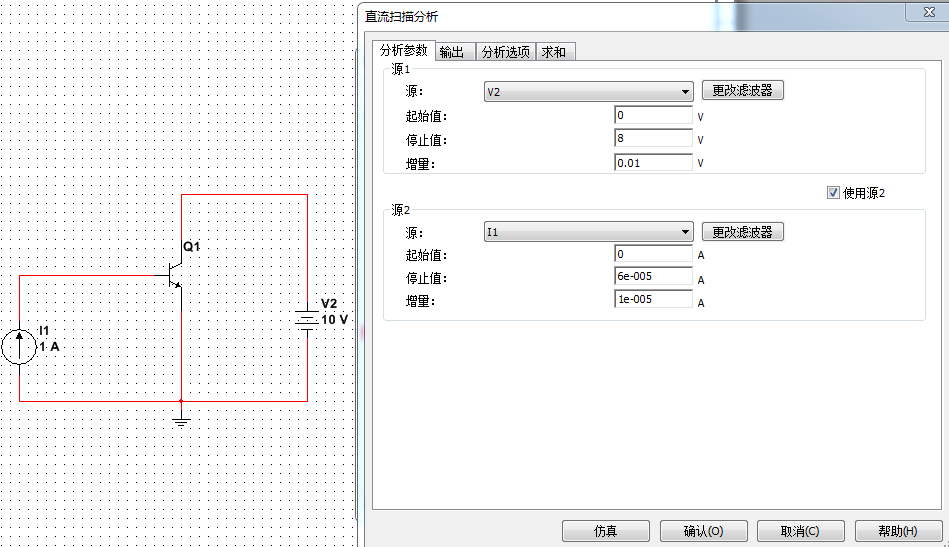 直流扫描分析
分析参数 输出 分析选项 求和
源1
源： V2 更改滤波器
起始值： 0 V
停止值： 8 V
增量： 0.01 V
使用源2
源2
源： I1 更改滤波器
起始值： 0 A
停止值： 6e-005 A
增量： 1e-005 A
仿真 确认(O) 取消(C) 帮助(H)
Q1
V2
10 V
I1
1 A